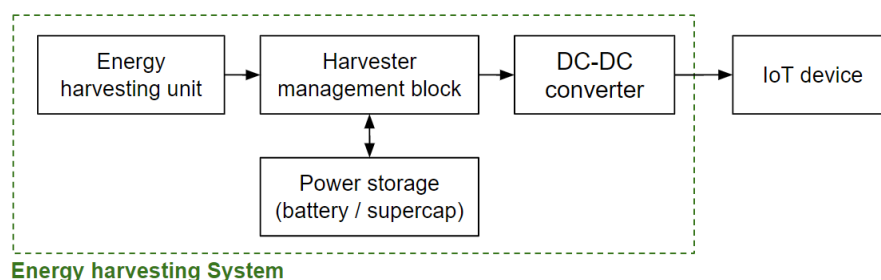 Energy
harvesting unit
Harvester
management block
DC-DC
converter
IoT device
Power storage
(battery / supercap)
Energy harvesting System